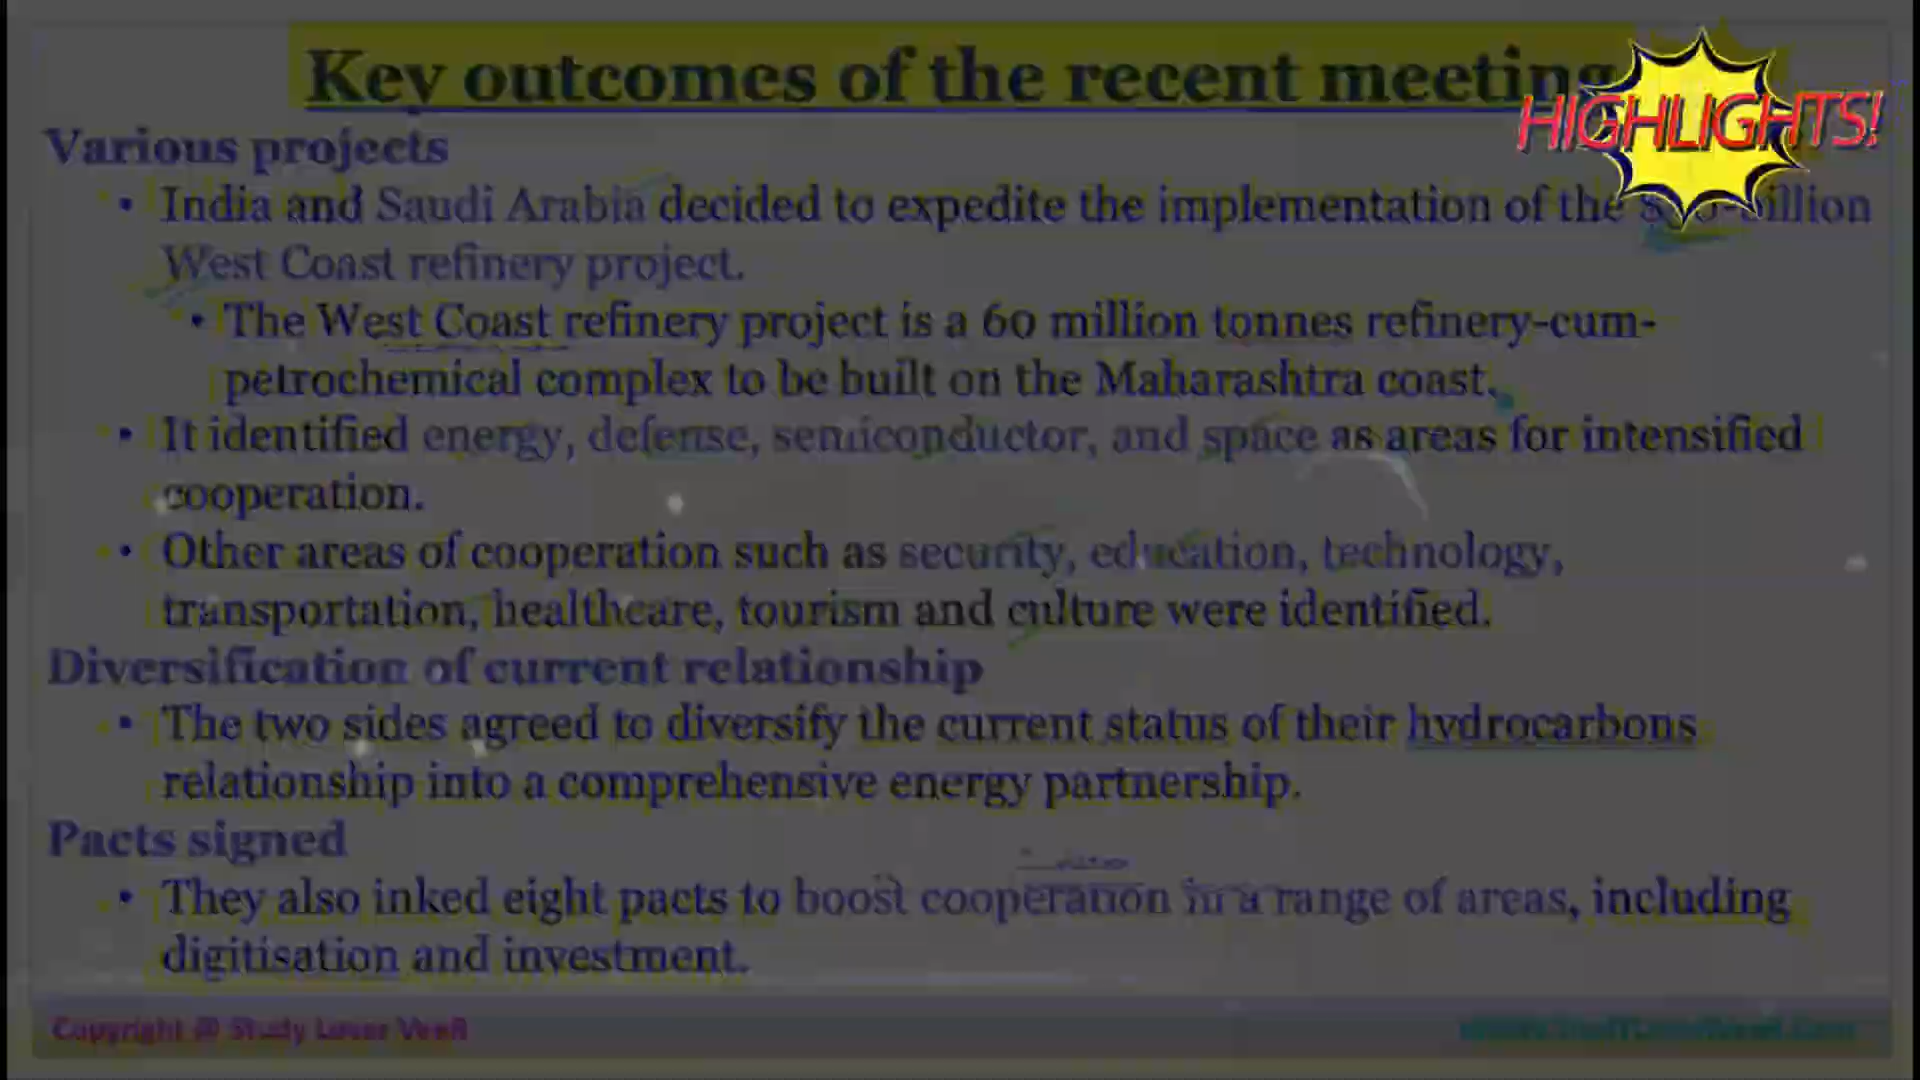 Key outcomes of the recent meeting
HIGHLIGHTS!
Various projects
• India and Saudi Arabia decided to expedite the implementation of the
West Coast refinery project.
• The West Coast refinery project is a 60 million tonnes refinery-cum-
petrochemical complex to be built on the Maharashtra coast.
• It identified energy, defense, semiconductor, and space as areas for intensified
cooperation.
• Other areas of cooperation such as security, education, technology,
transportation, healthcare, tourism and culture were identified.
Diversification of current relationship
• The two sides agreed to diversify the current status of their hydrocarbons
relationship into a comprehensive energy partnership.
Pacts signed
• They also inked eight pacts to boost cooperation in a range of areas, including
digitisation and investment.
Copyright @ Study Lover VeeR